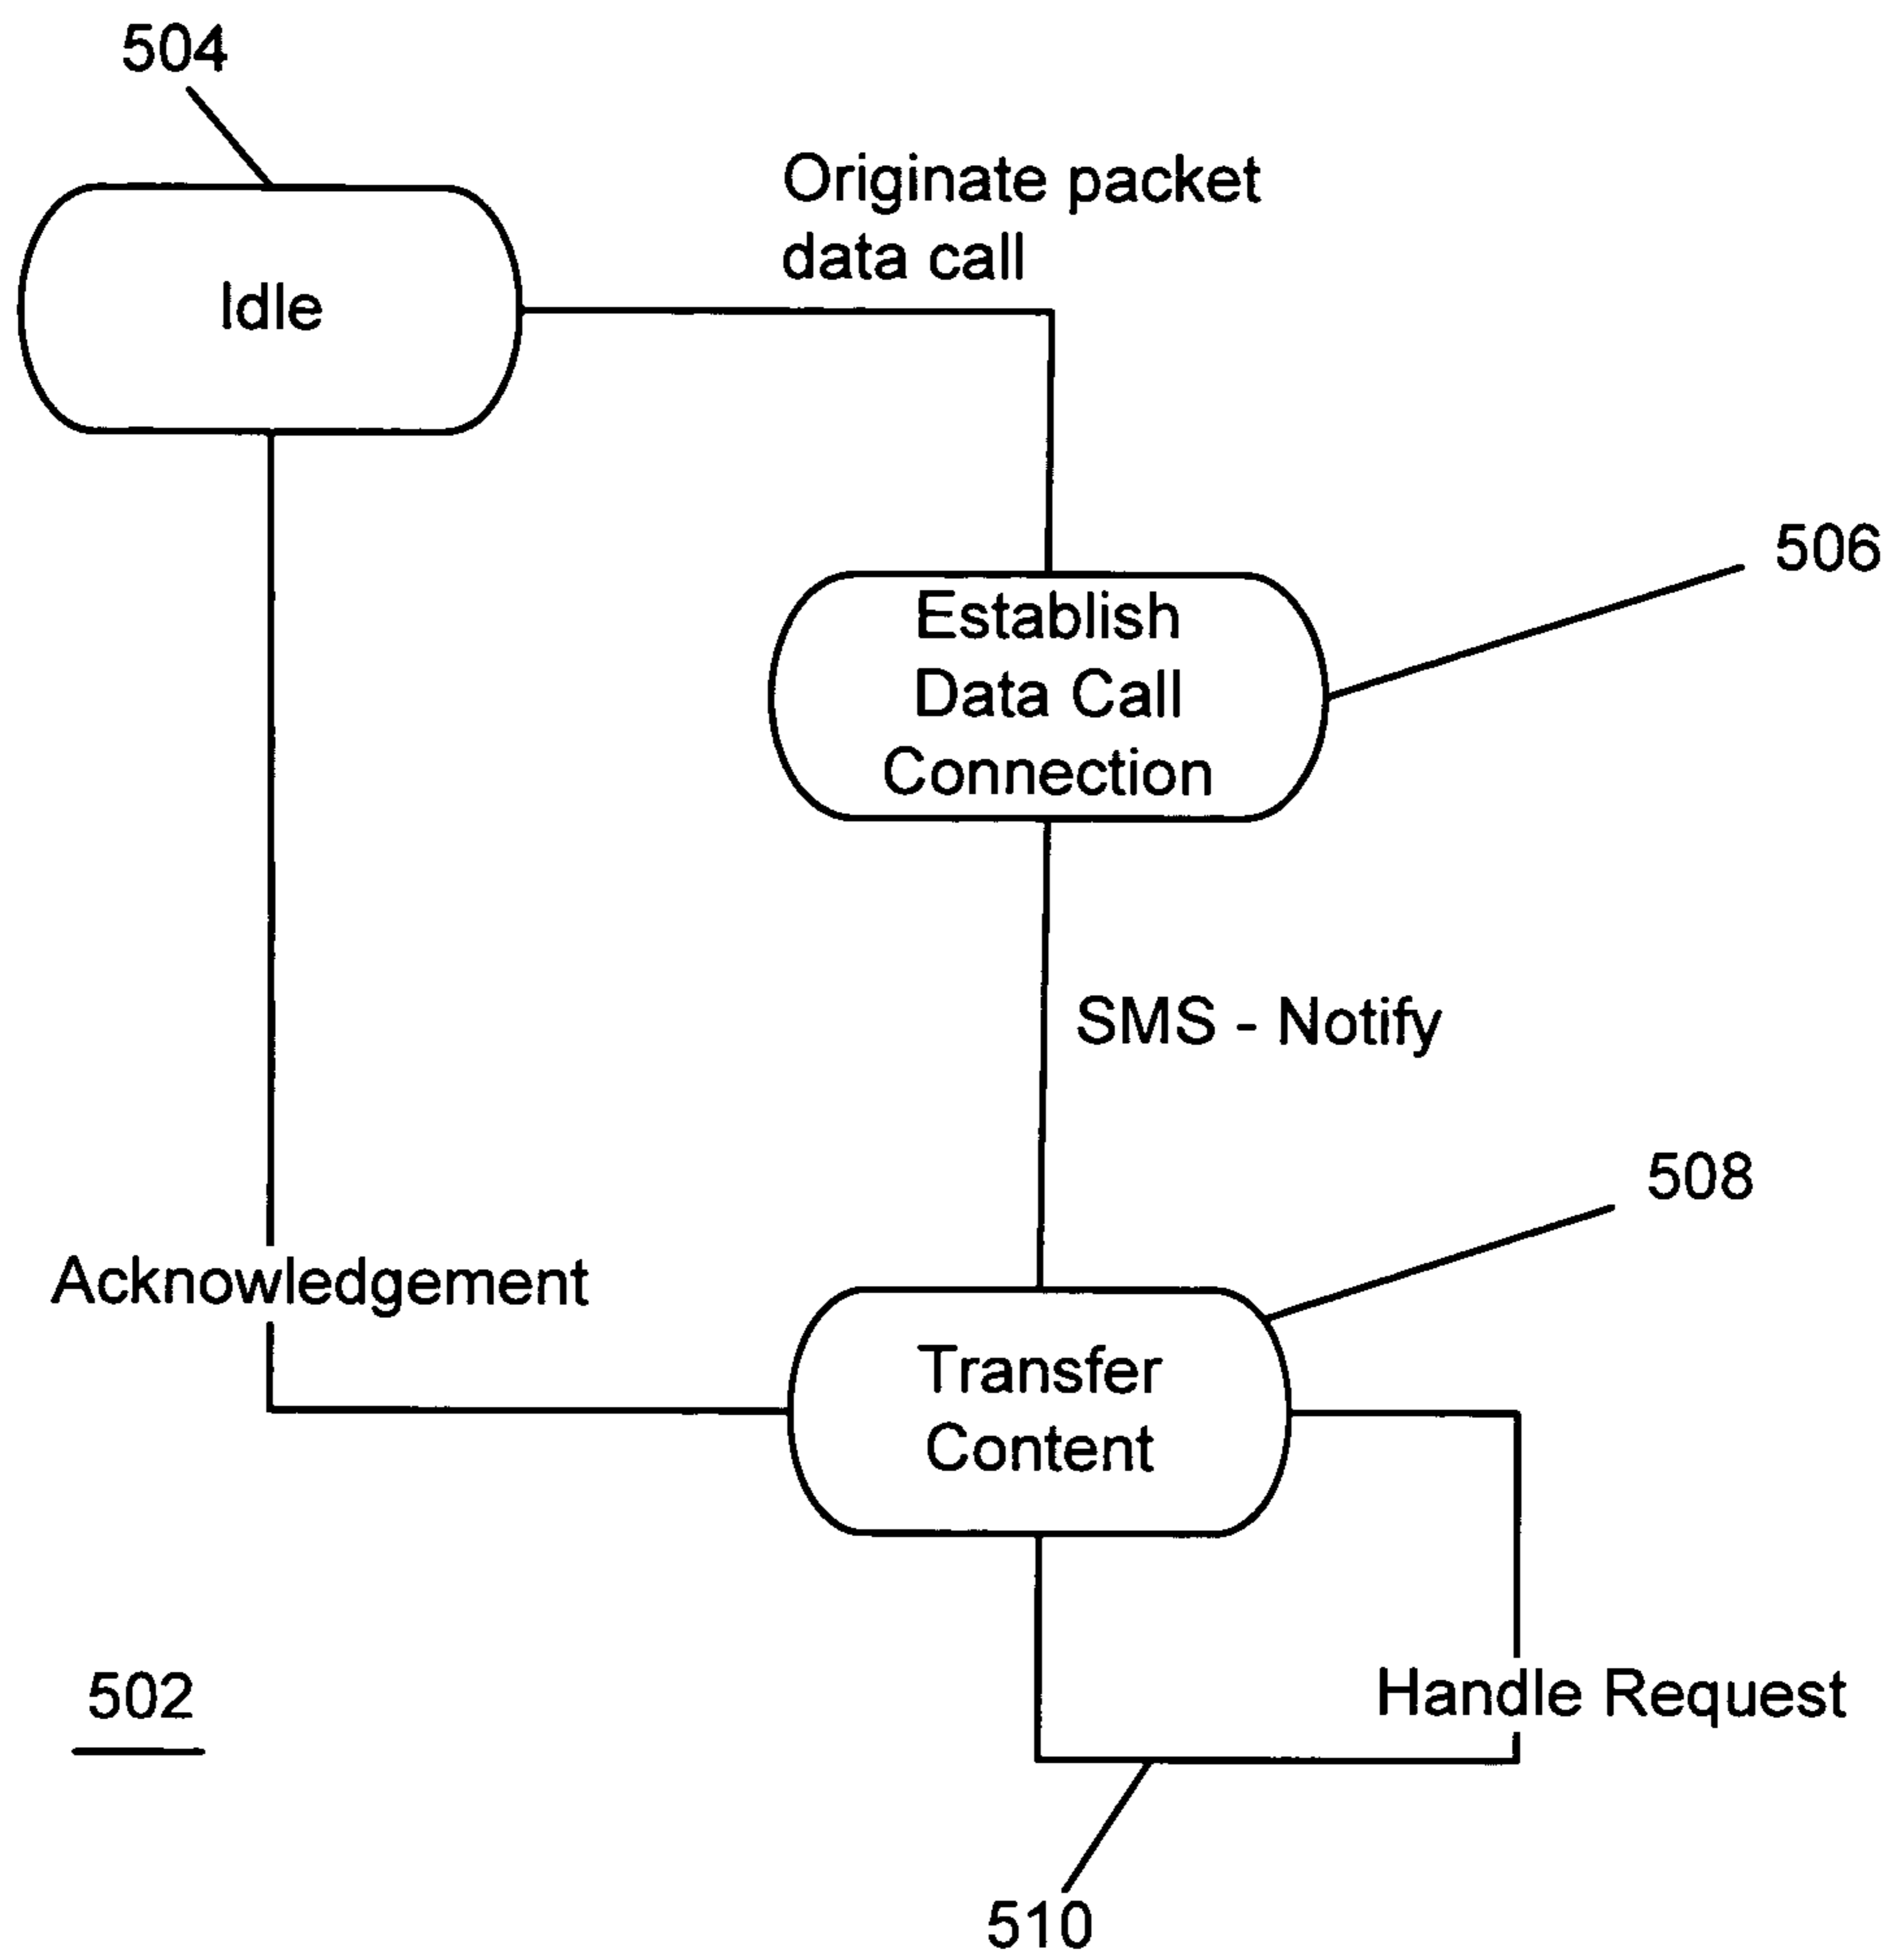 504
Originate packet
data call
Idle
506
Establish
Data Call
Connection
SMS - Notify
508
Acknowledgement
Transfer
Content
502
Handle Request
510